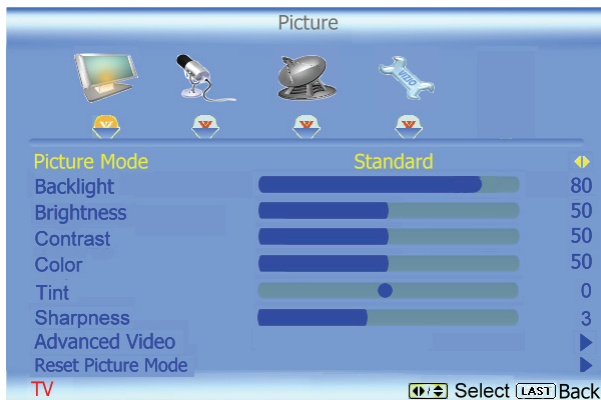 Picture
VIZIO
Picture Mode Standard
Backlight 80
Brightness 50
Contrast 50
Color 50
Tint 0
Sharpness 3
Advanced Video
Reset Picture Mode
TV Select LAST Back